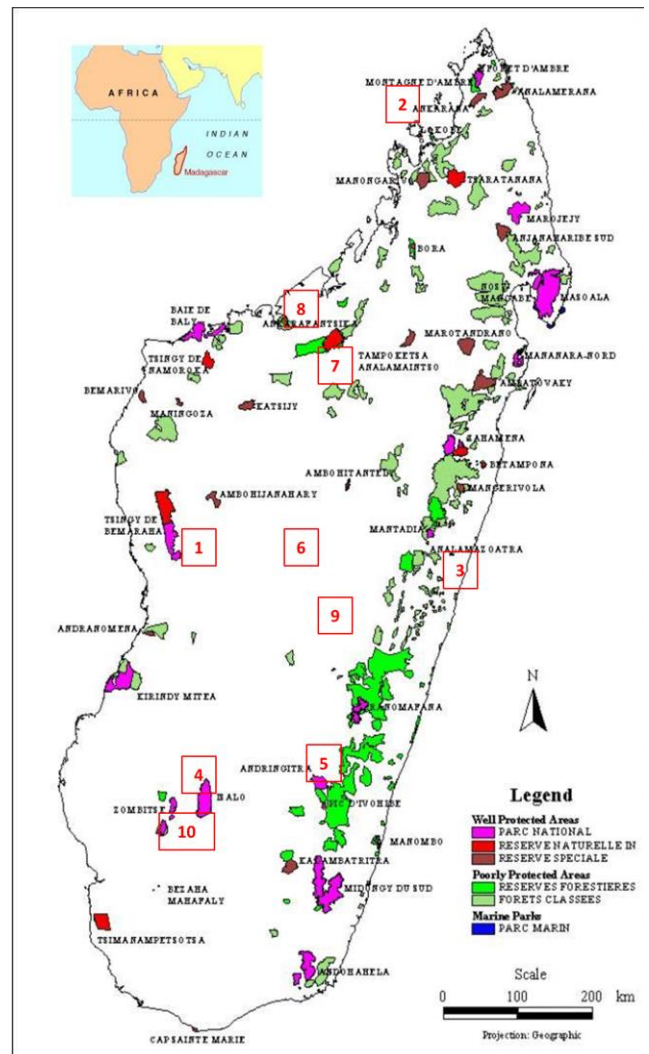 AFRICA
INDIAN
OCEAN
Madagascar
FORET D'AMBRE
MONTAGNE D'AMBRE
ANALAMERANA
2
ANKARANA
LOKOBE
MANONGARIVO
TSARATANANA
MAROJEJY
ANJANAHARIBE SUD
BORA
NOSY
MANGABE
MASOALA
8
BAIE DE
BALY
ANKARAFANTSIKA
MAROTANDRANO
TSINGY DE
NAMOROKA
7
TAMPOKETSA
ANALAMAINTSO
MANANARA-NORD
BEMARIVO
AMBATOVAKY
MANINGOZA
KATSIJY
ZAHAMENA
AMBOHITANTELY
BETAMPONA
AMBOHIJANAHARY
MANGERIVOLA
TSINGY DE
BEMARAHA
MANTADIA
1
6
ANALAMAZOATRA
3
9
ANDRANOMENA
KIRINDY MITEA
RANOMAFANA
N
4
ANDRINGITRA
5
ISALO
ZOMBITSE
PIC D'IVOHIBE
10
MANOMBO
KALAMBATRITRA
BEZAHA
MAHAFALY
MIDONGY DU SUD
TSIMANAMPETSOTSA
ANDOHAHELA
CAP SAINTE MARIE
Legend
Well Protected Areas
PARC NATIONAL
RESERVE NATURELLE IN
RESERVE SPECIALE
Poorly Protected Areas
RESERVES FORESTIERES
FORETS CLASSEES
Marine Parks
PARC MARIN
Scale
0 100 200 km
Projection: Geographic